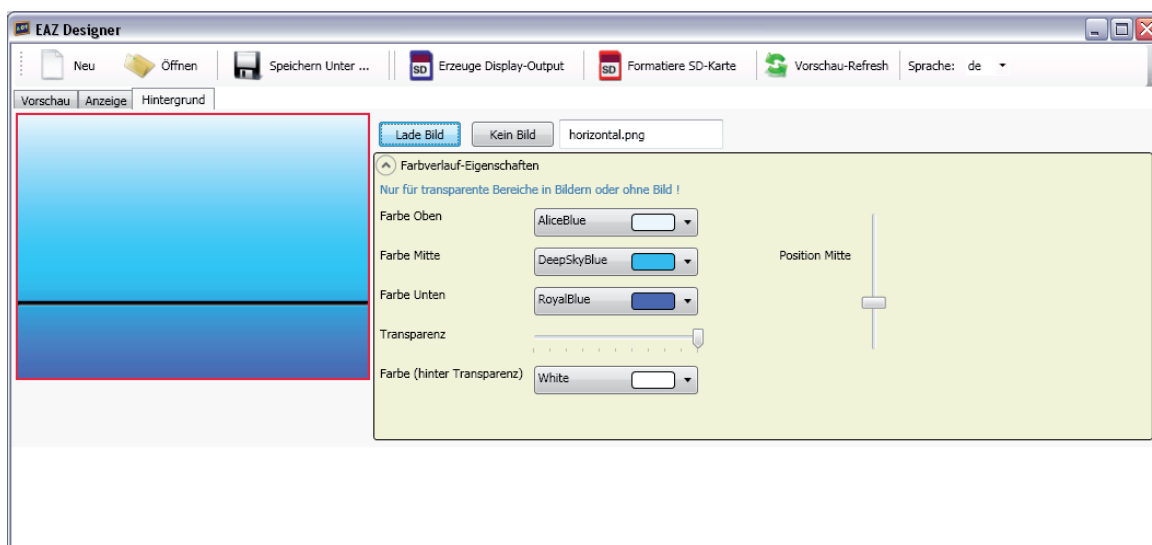 EAZ Designer
Neu Öffnen Speichern Unter ... SD Erzeuge Display-Output SD Formatiere SD-Karte Vorschau-Refresh Sprache: de
Vorschau Anzeige Hintergrund
Lade Bild Kein Bild horizontal.png
Farbverlauf-Eigenschaften
Nur für transparente Bereiche in Bildern oder ohne Bild !
Farbe Oben AliceBlue
Farbe Mitte DeepSkyBlue Position Mitte
Farbe Unten RoyalBlue
Transparenz
Farbe (hinter Transparenz) White